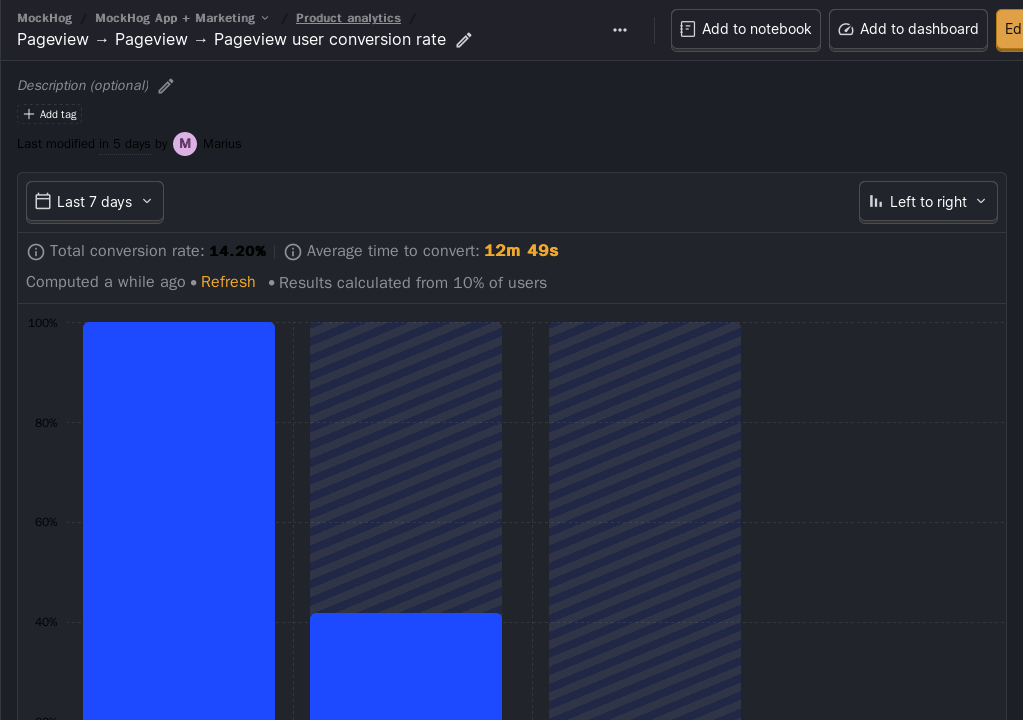 MockHog / MockHog App + Marketing / Product analytics /
Pageview → Pageview → Pageview user conversion rate
Add to notebook
Add to dashboard
Ed
Description (optional)
Add tag
Last modified in 5 days by M Marius
Last 7 days
Left to right
Total conversion rate: 14.20%
Average time to convert: 12m 49s
Computed a while ago • Refresh • Results calculated from 10% of users
100%
80%
60%
40%